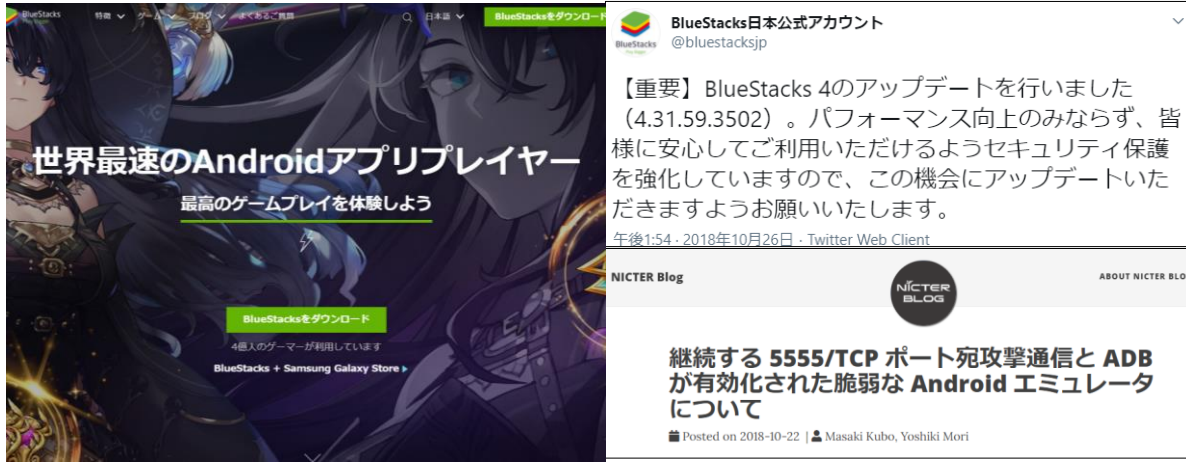 BlueStacks
特徴
ゲーム
ブログ
よくあるご質問
日本語
BlueStacksをダウンロード
世界最速のAndroidアプリプレイヤー
最高のゲームプレイを体験しよう
BlueStacksをダウンロード
4億人のゲーマーが利用しています
BlueStacks + Samsung Galaxy Store
BlueStacks
BlueStacks日本公式アカウント
@bluestacksjp
【重要】BlueStacks 4のアップデートを行いました
（4.31.59.3502）。パフォーマンス向上のみならず、皆
様に安心してご利用いただけるようセキュリティ保護
を強化していますので、この機会にアップデートいた
だきますようお願いいたします。
午後1:54 · 2018年10月26日 · Twitter Web Client
NICTER Blog
NICTER
BLOG
ABOUT NICTER BLO
継続する 5555/TCP ポート宛攻撃通信と ADB
が有効化された脆弱な Android エミュレータ
について
Posted on 2018-10-22 | Masaki Kubo, Yoshiki Mori